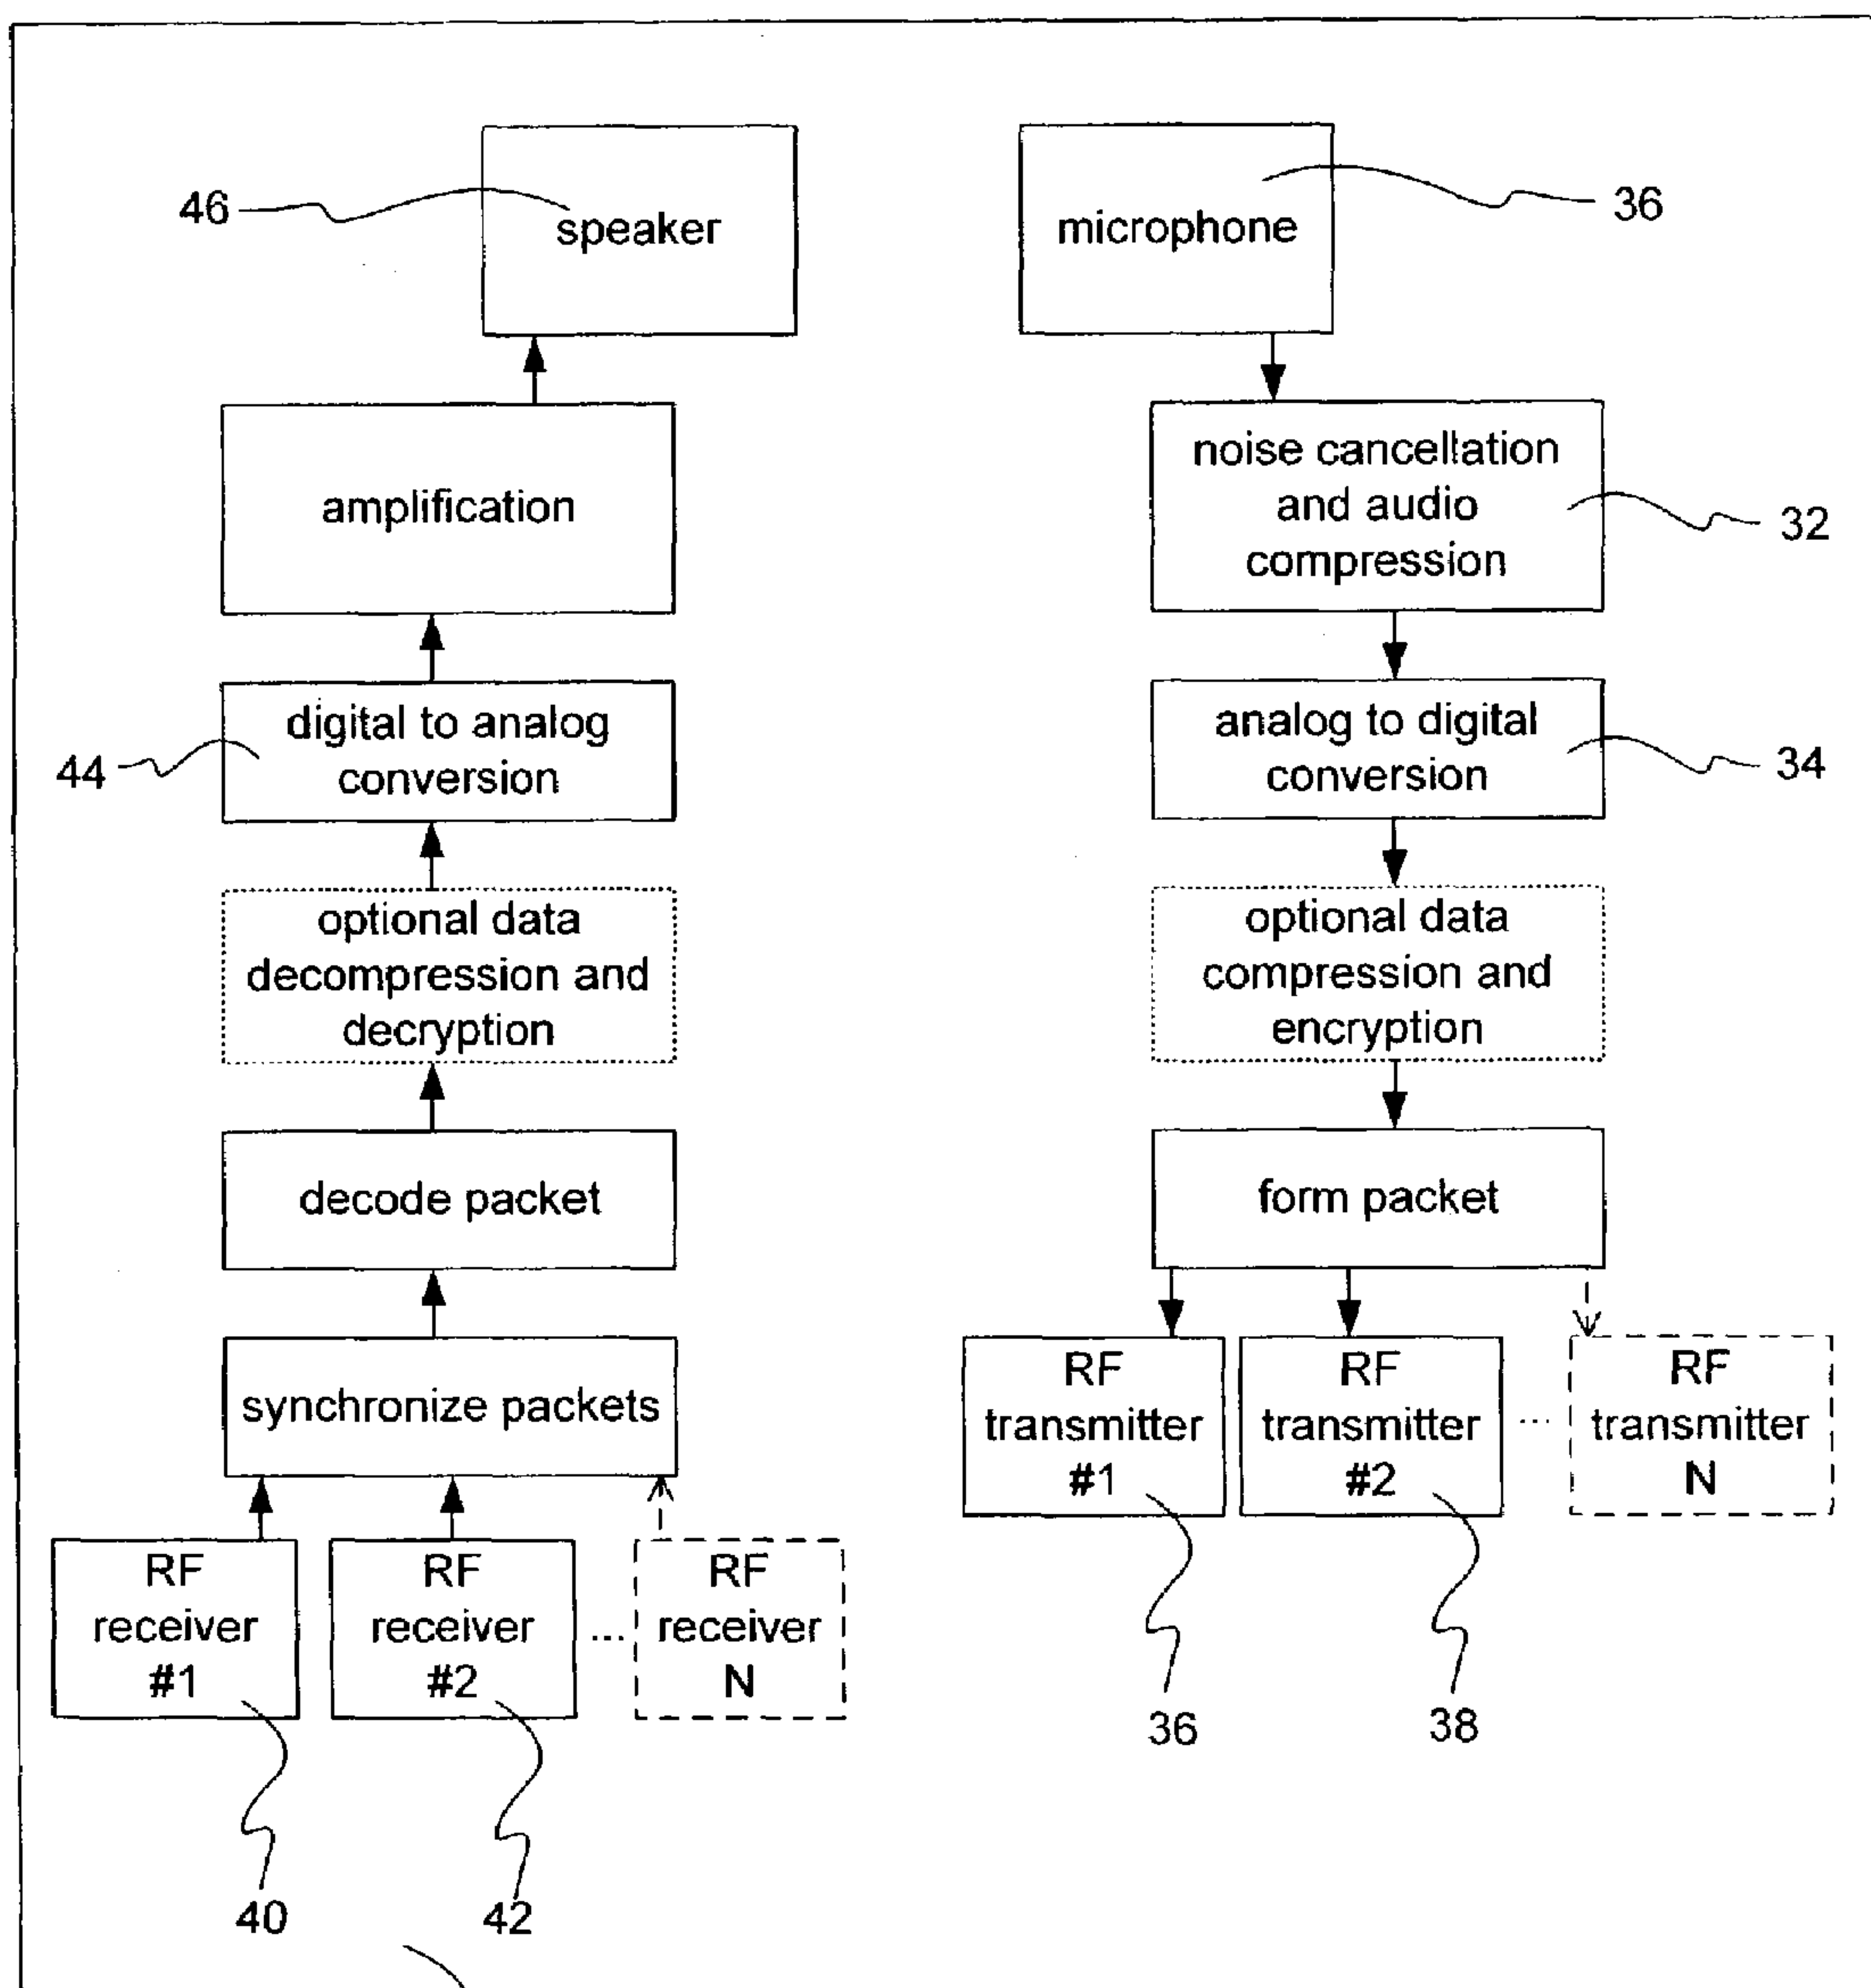 46
speaker
microphone
36
amplification
noise cancellation
and audio
compression
32
digital to analog
conversion
44
analog to digital
conversion
34
optional data
decompression and
decryption
optional data
compression and
encryption
decode packet
form packet
synchronize packets
RF
transmitter
#1
RF
transmitter
#2
...
RF
transmitter
N
RF
receiver
#1
RF
receiver
#2
...
RF
receiver
N
36
38
40
42